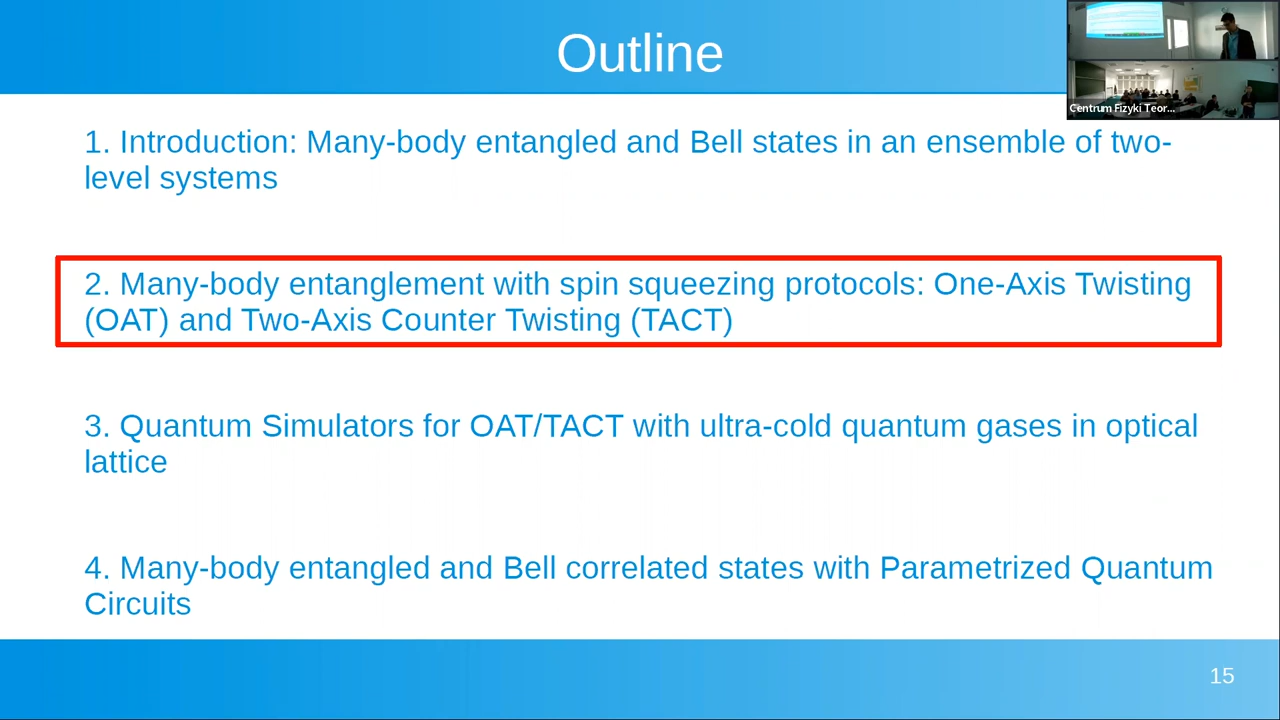 Outline
Centrum Fizyki Teor...
1. Introduction: Many-body entangled and Bell states in an ensemble of two-
level systems
2. Many-body entanglement with spin squeezing protocols: One-Axis Twisting
(OAT) and Two-Axis Counter Twisting (TACT)
3. Quantum Simulators for OAT/TACT with ultra-cold quantum gases in optical
lattice
4. Many-body entangled and Bell correlated states with Parametrized Quantum
Circuits
15